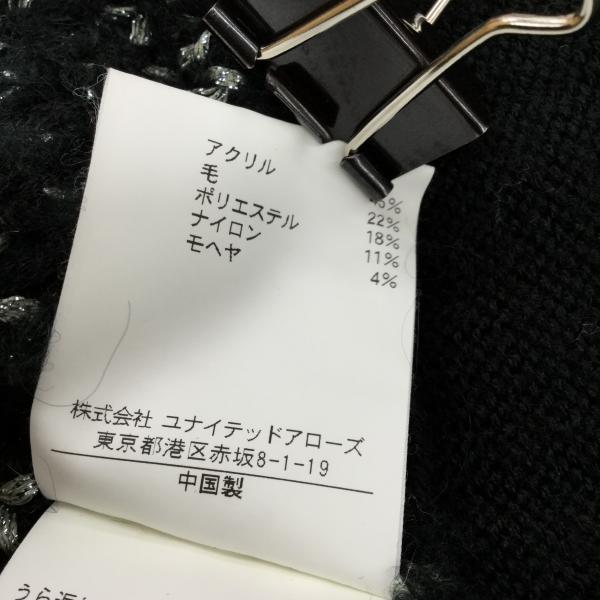 アクリル
毛 22%
ポリエステル 18%
ナイロン 11%
モヘヤ 4%
株式会社 ユナイテッドアローズ
東京都港区赤坂8-1-19
中国製